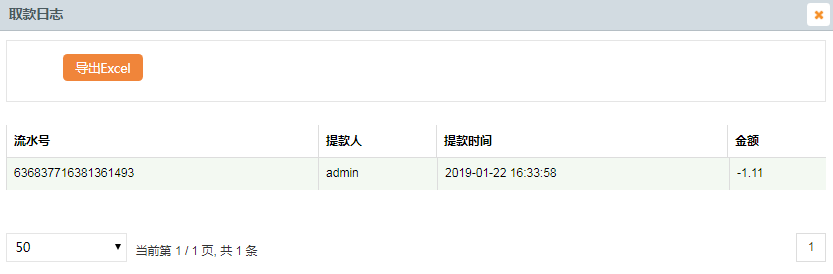 取款日志
导出Excel
流水号 提款人 提款时间 金额
636837716381361493 admin 2019-01-22 16:33:58 -1.11
50 当前第 1 / 1 页, 共 1 条 1